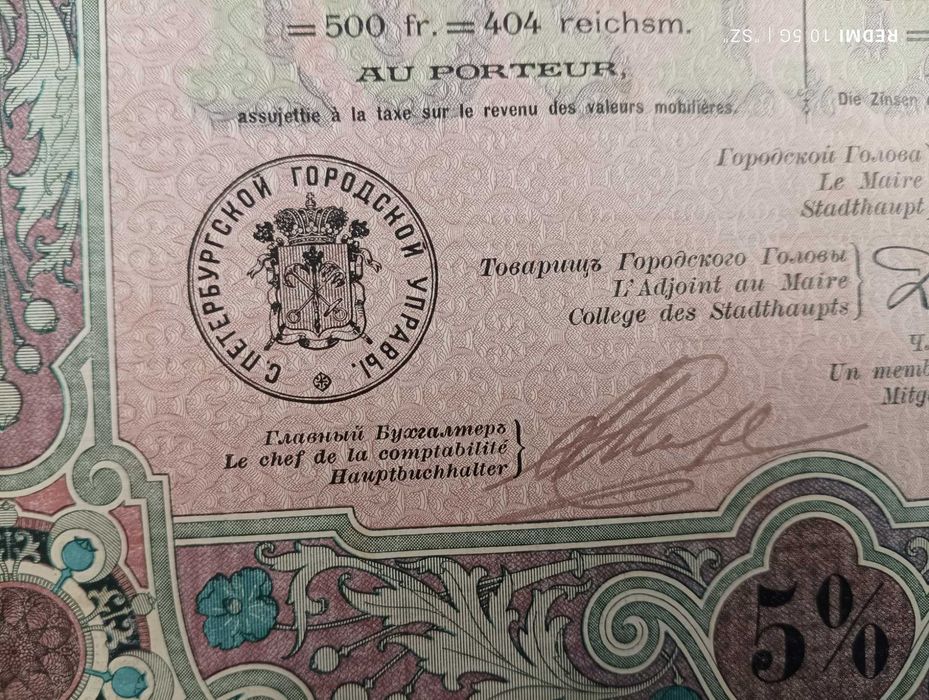 =500 fr.=404 reichsm.
AU PORTEUR,
assujettie à la taxe sur le revenu des valeurs mobilières.
Die Zinsen
REDMI 10 5G | "SZ"
Городской Голова
Le Maire
Stadthaupt
С.ПЕТЕРБУРГСКОЙ ГОРОДСКОЙ УПРАВЫ.
Товарищъ Городского Головы
L'Adjoint au Maire
College des Stadthaupts
Un memb
Mitg
Главный Бухгалтеръ
Le chef de la comptabilité
Hauptbuchhalter
5%